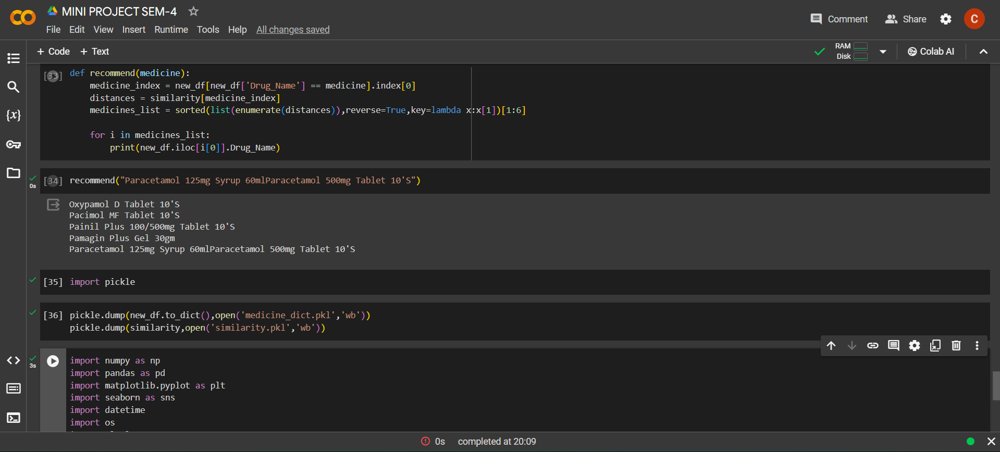 MINI PROJECT SEM-4
File Edit View Insert Runtime Tools Help All changes saved
Comment Share C
+ Code + Text
RAM
Disk
Colab AI
[33] def recommend(medicine):
    medicine_index = new_df[new_df['Drug_Name'] == medicine].index[0]
    distances = similarity[medicine_index]
    medicines_list = sorted(list(enumerate(distances)),reverse=True,key=lambda x:x[1])[1:6]
    for i in medicines_list:
        print(new_df.iloc[i[0]].Drug_Name)
0s
[34] recommend("Paracetamol 125mg Syrup 60mlParacetamol 500mg Tablet 10'S")
Oxypamol D Tablet 10'S
Pacimol MF Tablet 10'S
Painil Plus 100/500mg Tablet 10'S
Pamagin Plus Gel 30gm
Paracetamol 125mg Syrup 60mlParacetamol 500mg Tablet 10'S
[35] import pickle
[36] pickle.dump(new_df.to_dict(),open('medicine_dict.pkl','wb'))
pickle.dump(similarity,open('similarity.pkl','wb'))
3s
import numpy as np
import pandas as pd
import matplotlib.pyplot as plt
import seaborn as sns
import datetime
import os
0s completed at 20:09